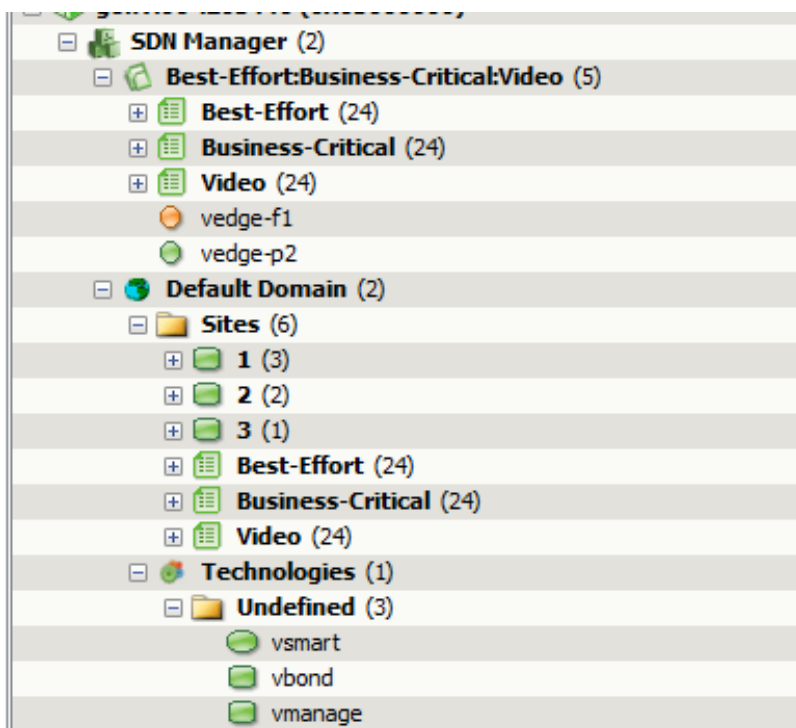 SDN Manager (2)
Best-Effort:Business-Critical:Video (5)
Best-Effort (24)
Business-Critical (24)
Video (24)
vedge-f1
vedge-p2
Default Domain (2)
Sites (6)
1 (3)
2 (2)
3 (1)
Best-Effort (24)
Business-Critical (24)
Video (24)
Technologies (1)
Undefined (3)
vsmart
vbond
vmanage